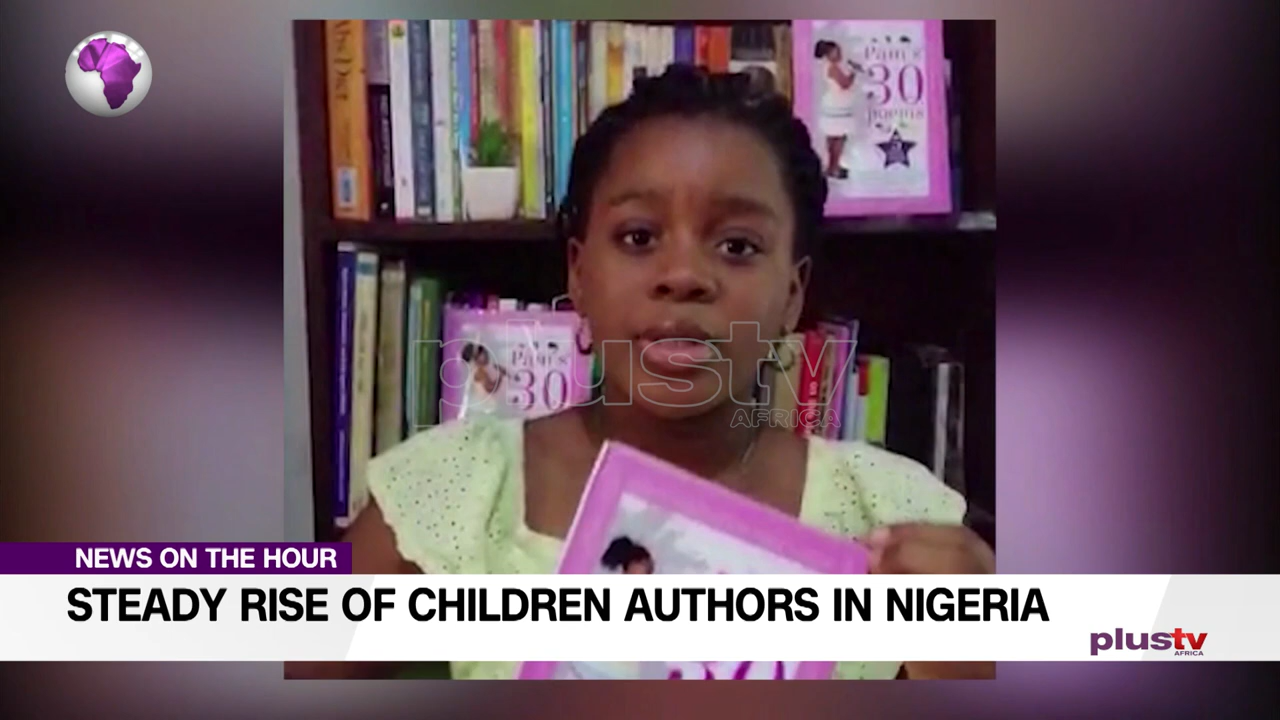 Pam's
30
poems
Pam's
30
plustv
AFRICA
NEWS ON THE HOUR
STEADY RISE OF CHILDREN AUTHORS IN NIGERIA
plustv
AFRICA